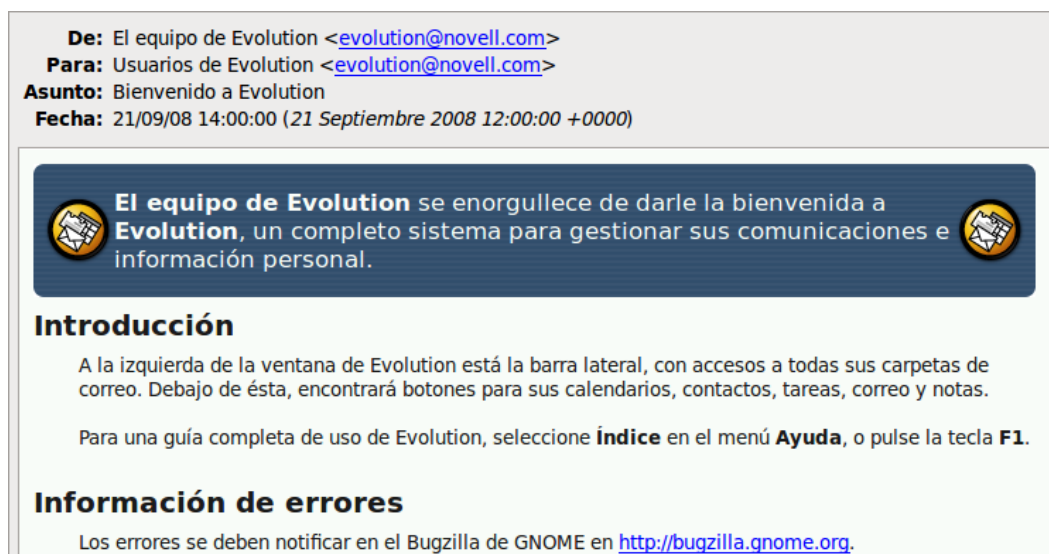 De: El equipo de Evolution <evolution@novell.com>
Para: Usuarios de Evolution <evolution@novell.com>
Asunto: Bienvenido a Evolution
Fecha: 21/09/08 14:00:00 (21 Septiembre 2008 12:00:00 +0000)
El equipo de Evolution se enorgullece de darle la bienvenida a
Evolution, un completo sistema para gestionar sus comunicaciones e
información personal.
Introducción
A la izquierda de la ventana de Evolution está la barra lateral, con accesos a todas sus carpetas de
correo. Debajo de ésta, encontrará botones para sus calendarios, contactos, tareas, correo y notas.
Para una guía completa de uso de Evolution, seleccione Índice en el menú Ayuda, o pulse la tecla F1.
Información de errores
Los errores se deben notificar en el Bugzilla de GNOME en http://bugzilla.gnome.org.